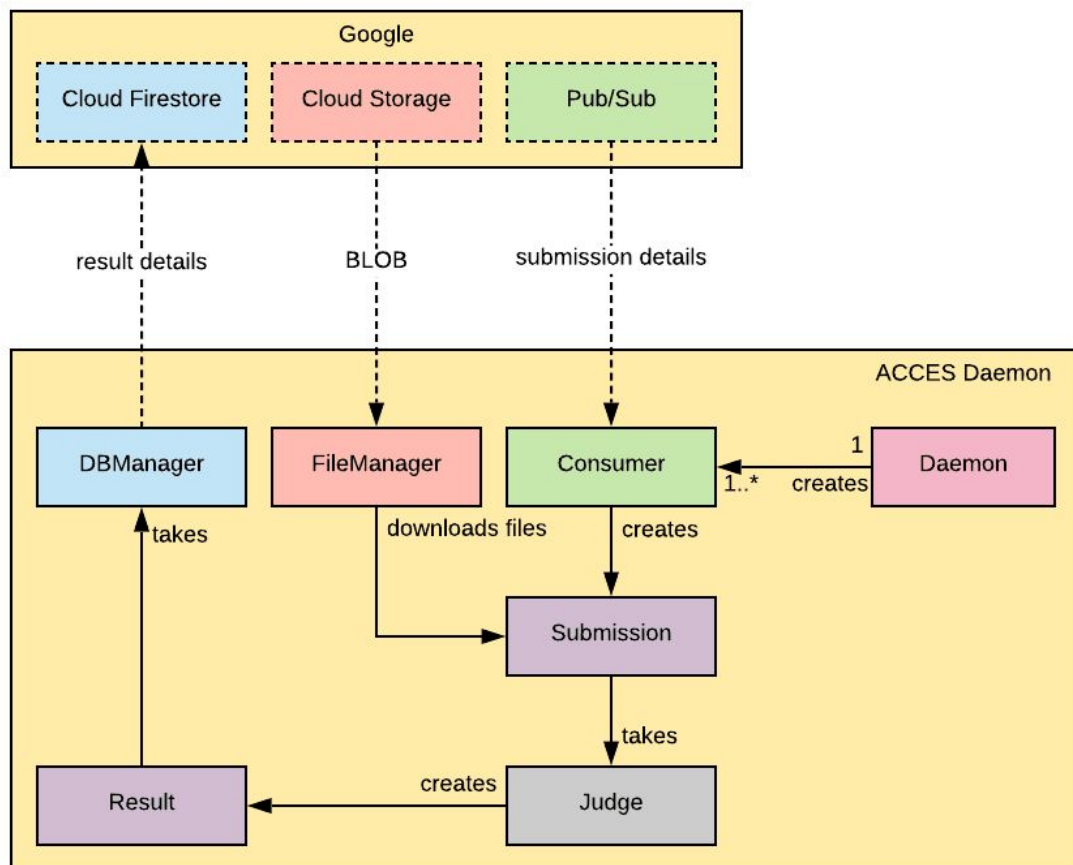 Google
Cloud Firestore
Cloud Storage
Pub/Sub
result details
BLOB
submission details
ACCES Daemon
DBManager
FileManager
Consumer
1
Daemon
1..*
creates
takes
downloads files
creates
Submission
takes
creates
Result
Judge